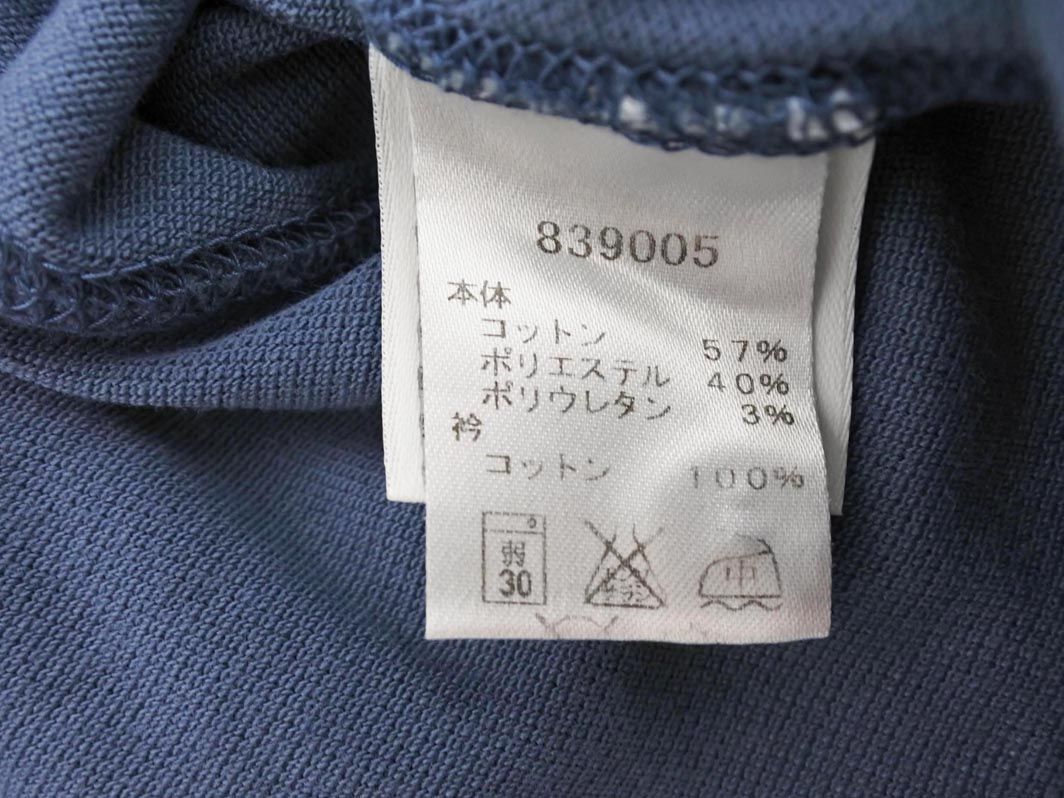 839005
本体
コットン 57%
ポリエステル 40%
ポリウレタン 3%
衿
コットン 100%
弱 中
30